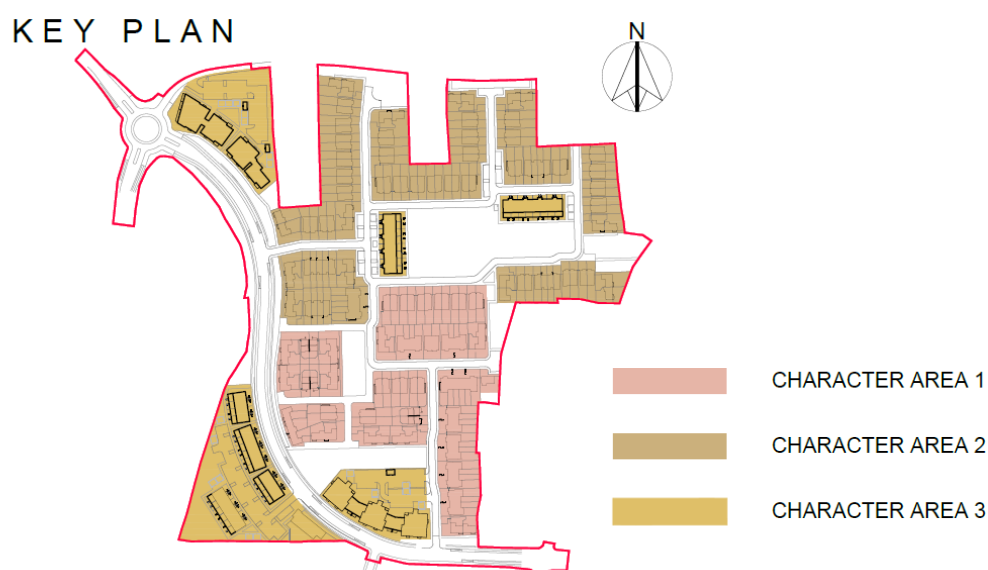 KEY PLAN
N
CHARACTER AREA 1
CHARACTER AREA 2
CHARACTER AREA 3